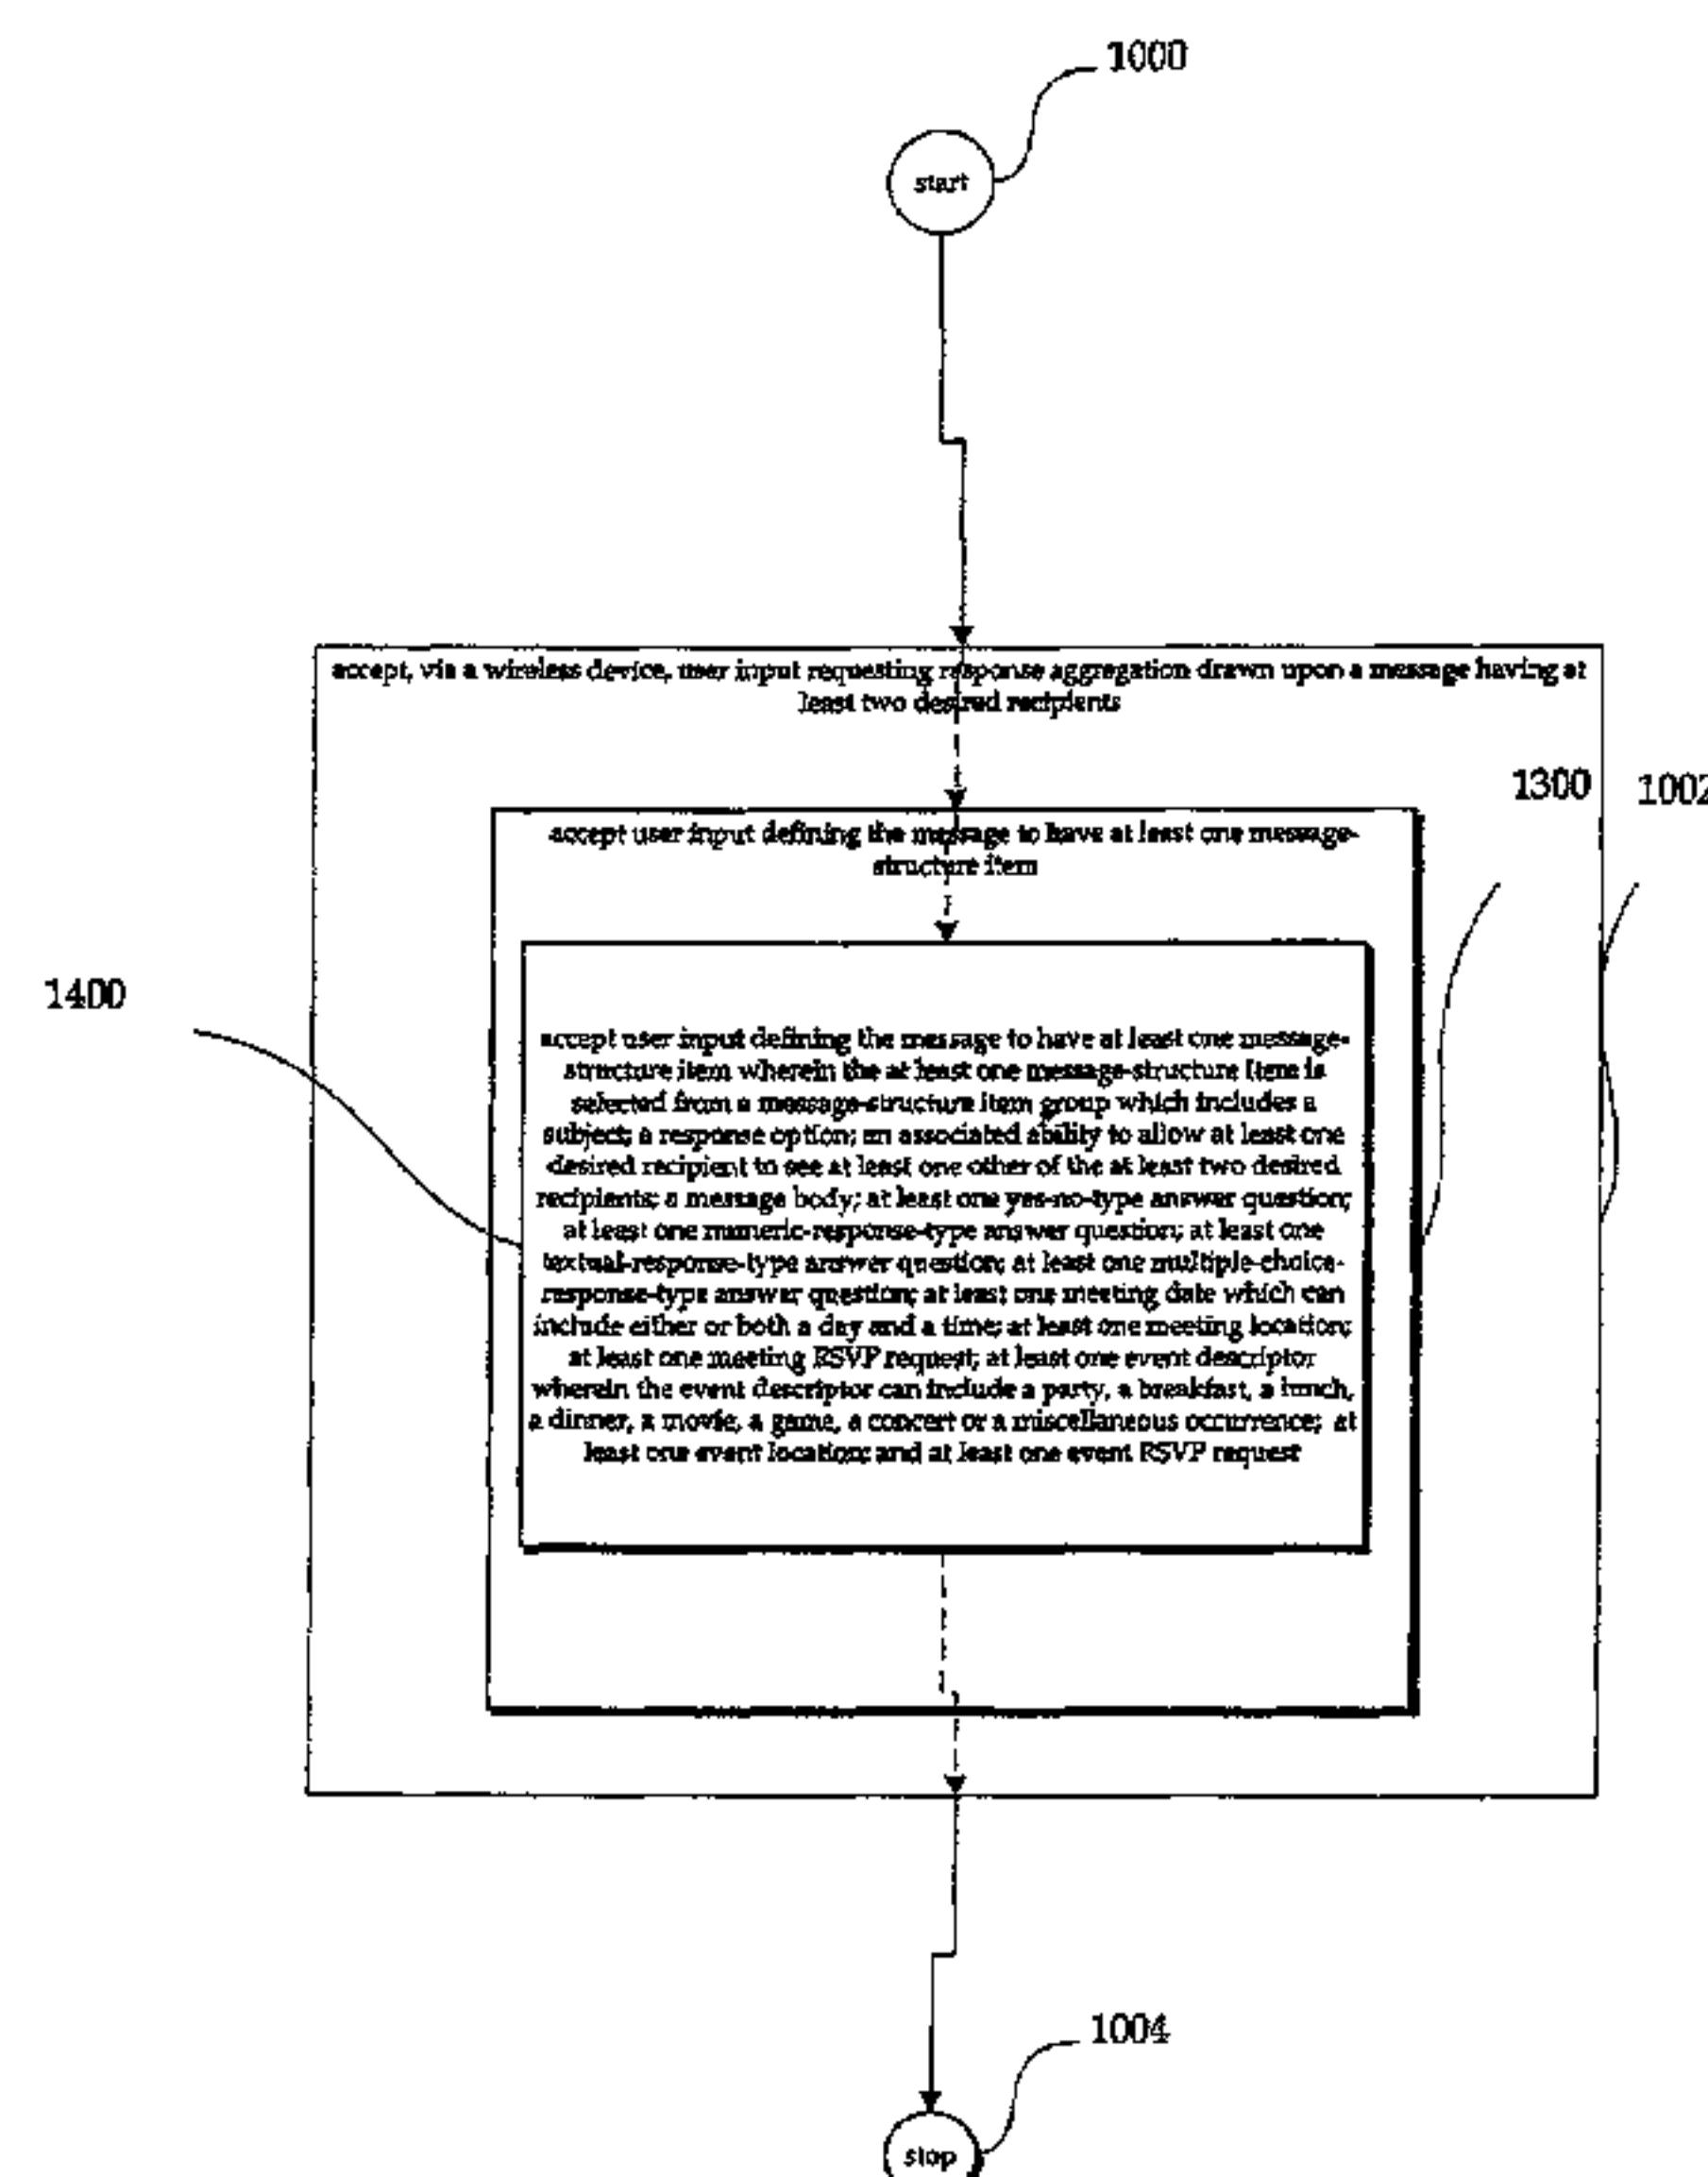 1000
start
accept, via a wireless device, user input requesting response aggregation drawn upon a message having at
least two desired recipients
1300
1002
accept user input defining the message to have at least one message-
structure item
1400
accept user input defining the message to have at least one message-
structure item wherein the at least one message-structure item is
selected from a message-structure item group which includes a
subject; a response option; an associated ability to allow at least one
desired recipient to see at least one other of the at least two desired
recipients; a message body; at least one yes-no-type answer question;
at least one numeric-response-type answer question; at least one
textual-response-type answer question; at least one multiple-choice-
response-type answer question; at least one meeting date which can
include either or both a day and a time; at least one meeting location;
at least one meeting RSVP request; at least one event descriptor
wherein the event descriptor can include a party, a breakfast, a lunch,
a dinner, a movie, a game, a concert or a miscellaneous occurrence; at
least one event location; and at least one event RSVP request
1004
stop